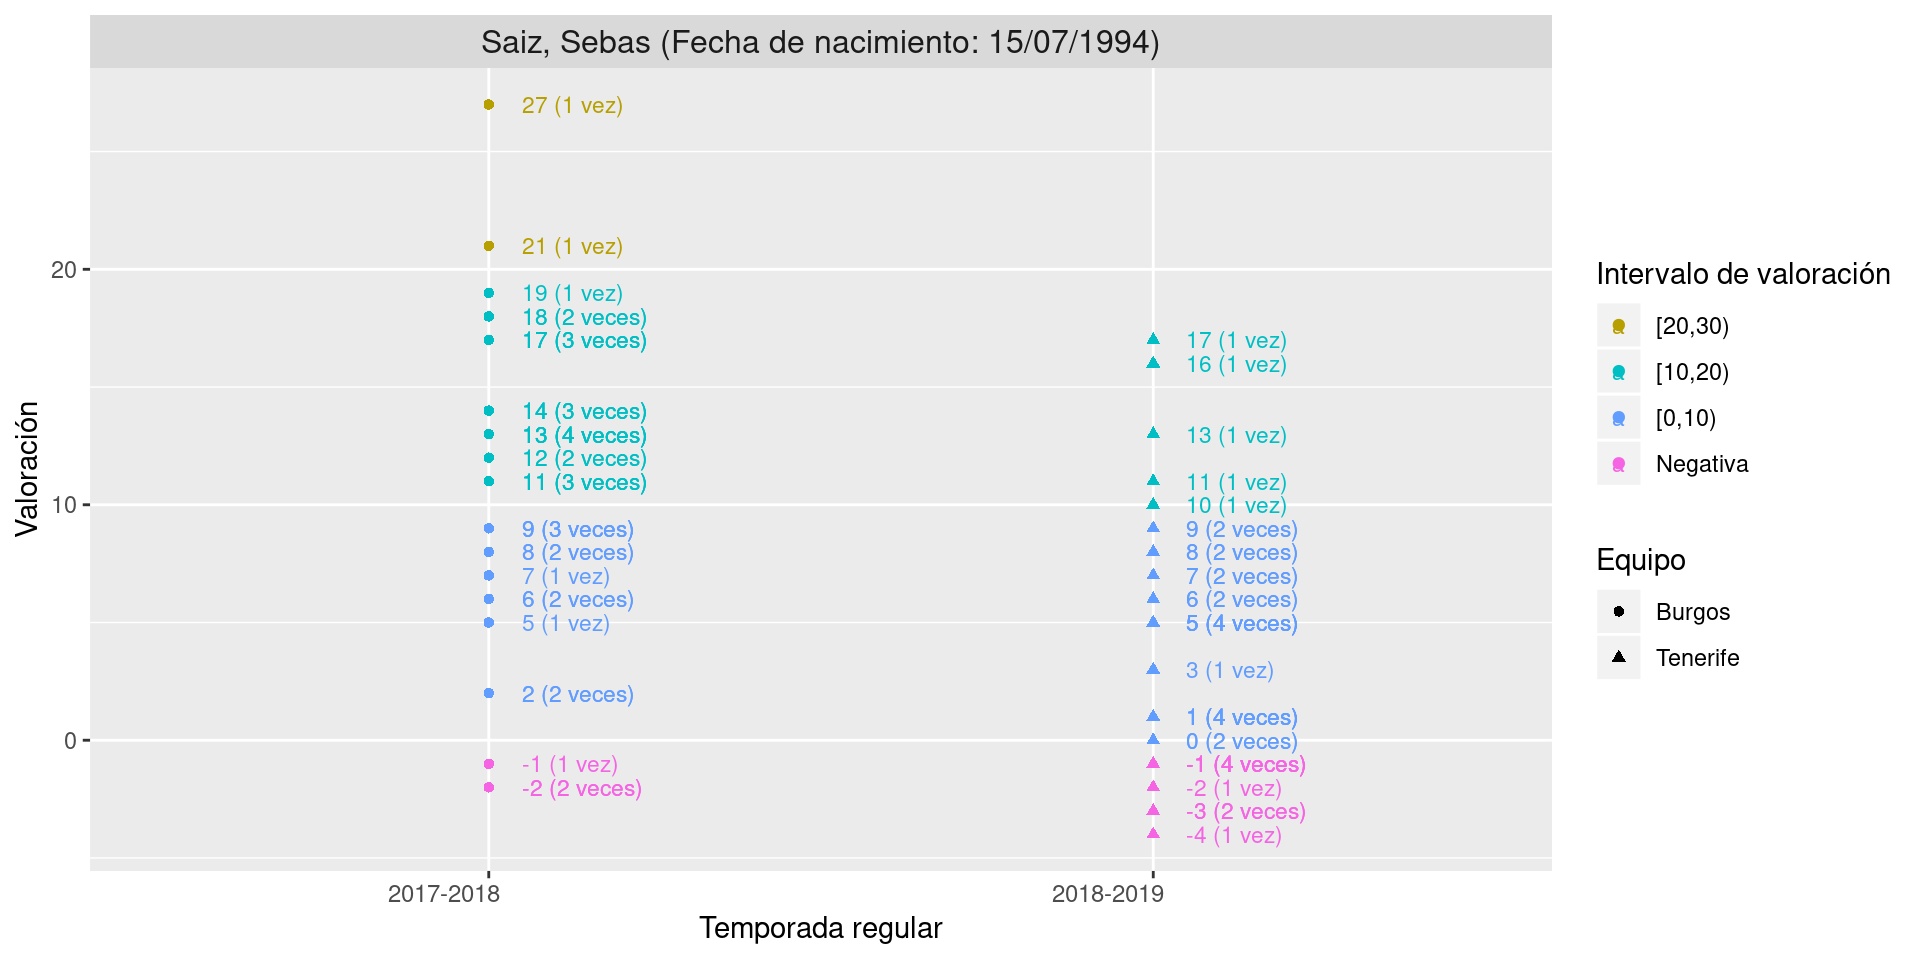 Saiz, Sebas (Fecha de nacimiento: 15/07/1994)
Valoración
20
10
0
27 (1 vez)
21 (1 vez)
19 (1 vez)
18 (2 veces)
17 (3 veces)
14 (3 veces)
13 (4 veces)
12 (2 veces)
11 (3 veces)
9 (3 veces)
8 (2 veces)
7 (1 vez)
6 (2 veces)
5 (1 vez)
2 (2 veces)
-1 (1 vez)
-2 (2 veces)
17 (1 vez)
16 (1 vez)
13 (1 vez)
11 (1 vez)
10 (1 vez)
9 (2 veces)
8 (2 veces)
7 (2 veces)
6 (2 veces)
5 (4 veces)
3 (1 vez)
1 (4 veces)
0 (2 veces)
-1 (4 veces)
-2 (1 vez)
-3 (2 veces)
-4 (1 vez)
2017-2018
2018-2019
Temporada regular
Intervalo de valoración
[20,30)
[10,20)
[0,10)
Negativa
Equipo
Burgos
Tenerife